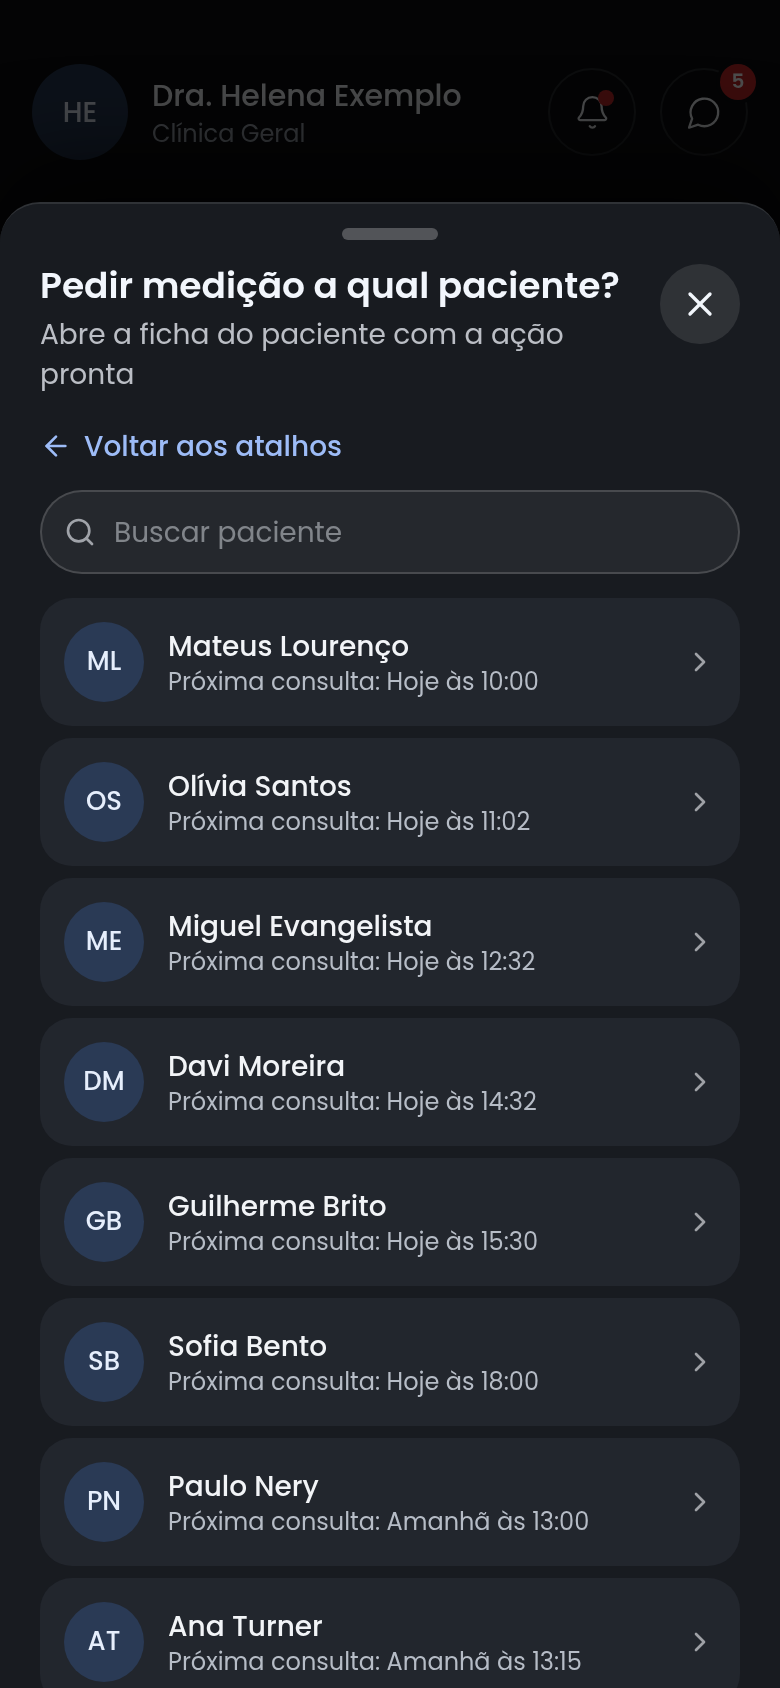 HE
Dra. Helena Exemplo
Clínica Geral
5
Pedir medição a qual paciente?
Abre a ficha do paciente com a ação
pronta
Voltar aos atalhos
Buscar paciente
ML
Mateus Lourenço
Próxima consulta: Hoje às 10:00
OS
Olívia Santos
Próxima consulta: Hoje às 11:02
ME
Miguel Evangelista
Próxima consulta: Hoje às 12:32
DM
Davi Moreira
Próxima consulta: Hoje às 14:32
GB
Guilherme Brito
Próxima consulta: Hoje às 15:30
SB
Sofia Bento
Próxima consulta: Hoje às 18:00
PN
Paulo Nery
Próxima consulta: Amanhã às 13:00
AT
Ana Turner
Próxima consulta: Amanhã às 13:15